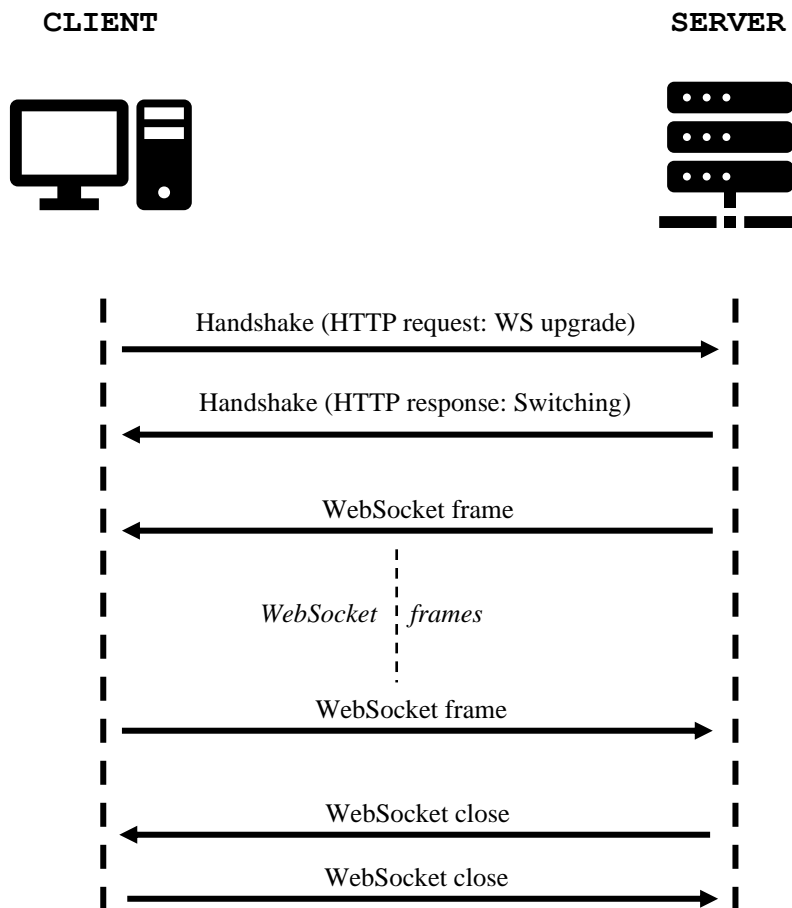 CLIENT SERVER
Handshake (HTTP request: WS upgrade)
Handshake (HTTP response: Switching)
WebSocket frame
WebSocket frames
WebSocket frame
WebSocket close
WebSocket close